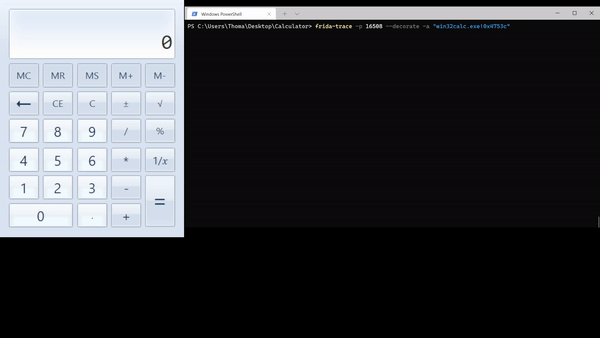 0
MC MR MS M+ M-
← CE C ± √
7 8 9 / %
4 5 6 * 1/x
1 2 3 - =
0 . +
Windows PowerShell
PS C:\Users\Thoma\Desktop\Calculator> frida-trace -p 16508 --decorate -a "win32calc.exe!0x4753c"